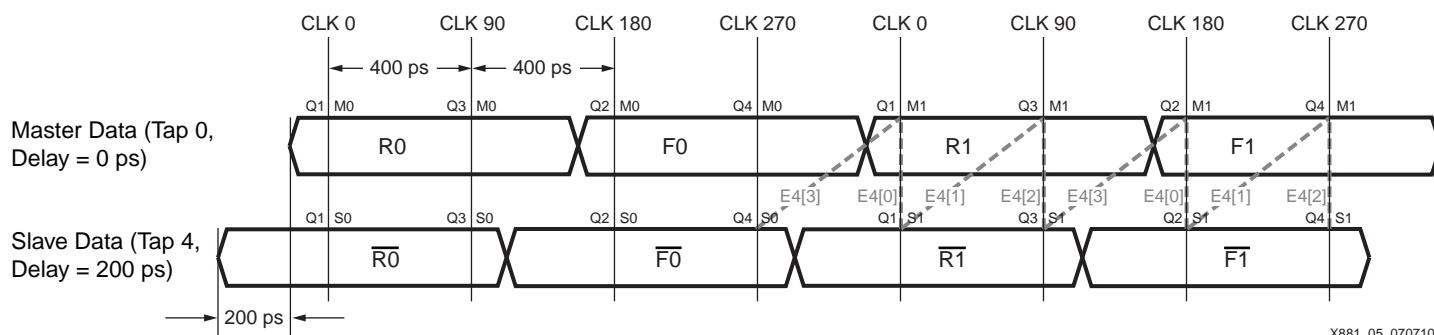 CLK 0 CLK 90 CLK 180 CLK 270 CLK 0 CLK 90 CLK 180 CLK 270
400 ps 400 ps
Q1 M0 Q3 M0 Q2 M0 Q4 M0 Q1 M1 Q3 M1 Q2 M1 Q4 M1
Master Data (Tap 0,
Delay = 0 ps)
R0 F0 R1 F1
E4[3] E4[0] E4[1] E4[2] E4[3] E4[0] E4[1] E4[2]
Q1 S0 Q3 S0 Q2 S0 Q4 S0 Q1 S1 Q3 S1 Q2 S1 Q4 S1
Slave Data (Tap 4,
Delay = 200 ps)
R̅0̅ F̅0̅ R̅1̅ F̅1̅
200 ps
X881_05_070710